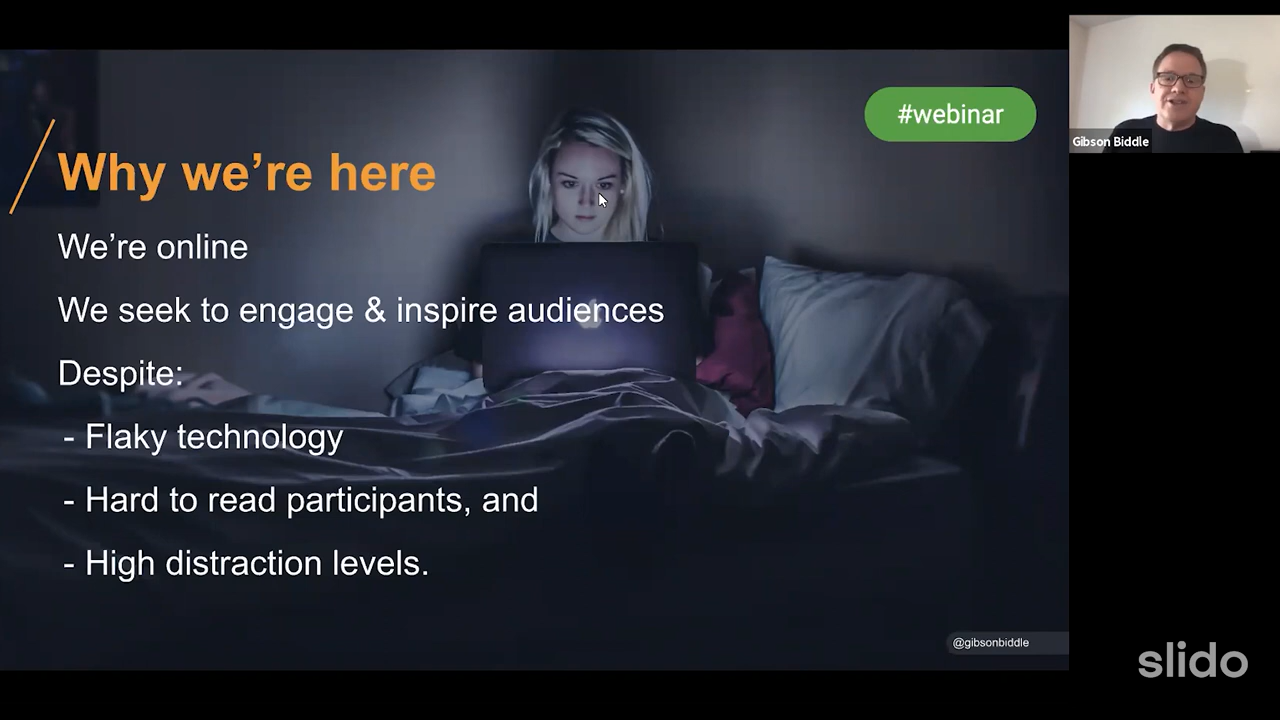 #webinar
Gibson Biddle
Why we’re here
We’re online
We seek to engage & inspire audiences
Despite:
- Flaky technology
- Hard to read participants, and
- High distraction levels.
@gibsonbiddle
slido